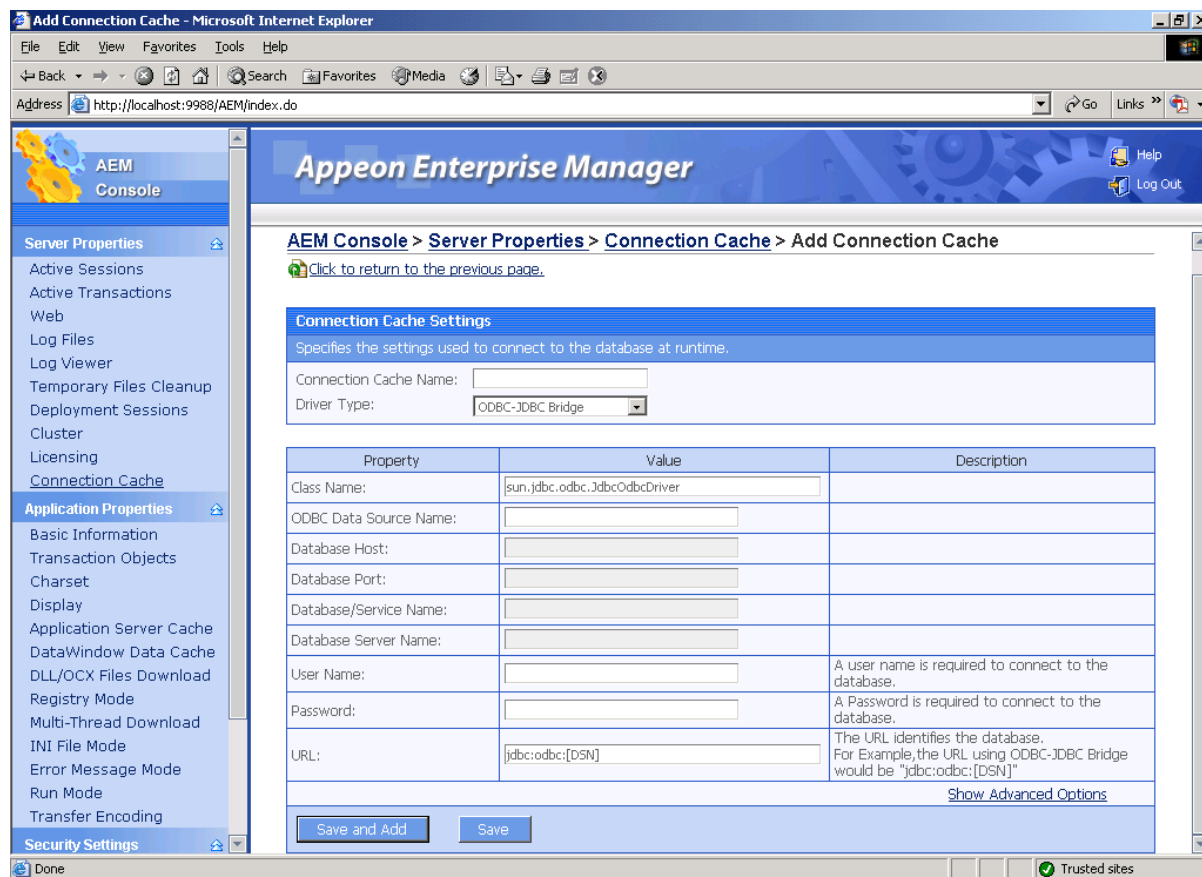 Add Connection Cache - Microsoft Internet Explorer
File Edit View Favorites Tools Help
Back Search Favorites Media
Address http://localhost:9988/AEM/index.do Go Links »
AEM
Console
Appeon Enterprise Manager
Help
Log Out
Server Properties
Active Sessions
Active Transactions
Web
Log Files
Log Viewer
Temporary Files Cleanup
Deployment Sessions
Cluster
Licensing
Connection Cache
Application Properties
Basic Information
Transaction Objects
Charset
Display
Application Server Cache
DataWindow Data Cache
DLL/OCX Files Download
Registry Mode
Multi-Thread Download
INI File Mode
Error Message Mode
Run Mode
Transfer Encoding
Security Settings
AEM Console > Server Properties > Connection Cache > Add Connection Cache
Click to return to the previous page.
Connection Cache Settings
Specifies the settings used to connect to the database at runtime.
Connection Cache Name:
Driver Type: ODBC-JDBC Bridge
Property Value Description
Class Name: sun.jdbc.odbc.JdbcOdbcDriver
ODBC Data Source Name:
Database Host:
Database Port:
Database/Service Name:
Database Server Name:
User Name: A user name is required to connect to the
database.
Password: A Password is required to connect to the
database.
URL: jdbc:odbc:[DSN] The URL identifies the database.
For Example,the URL using ODBC-JDBC Bridge
would be "jdbc:odbc:[DSN]"
Show Advanced Options
Save and Add Save
Done Trusted sites